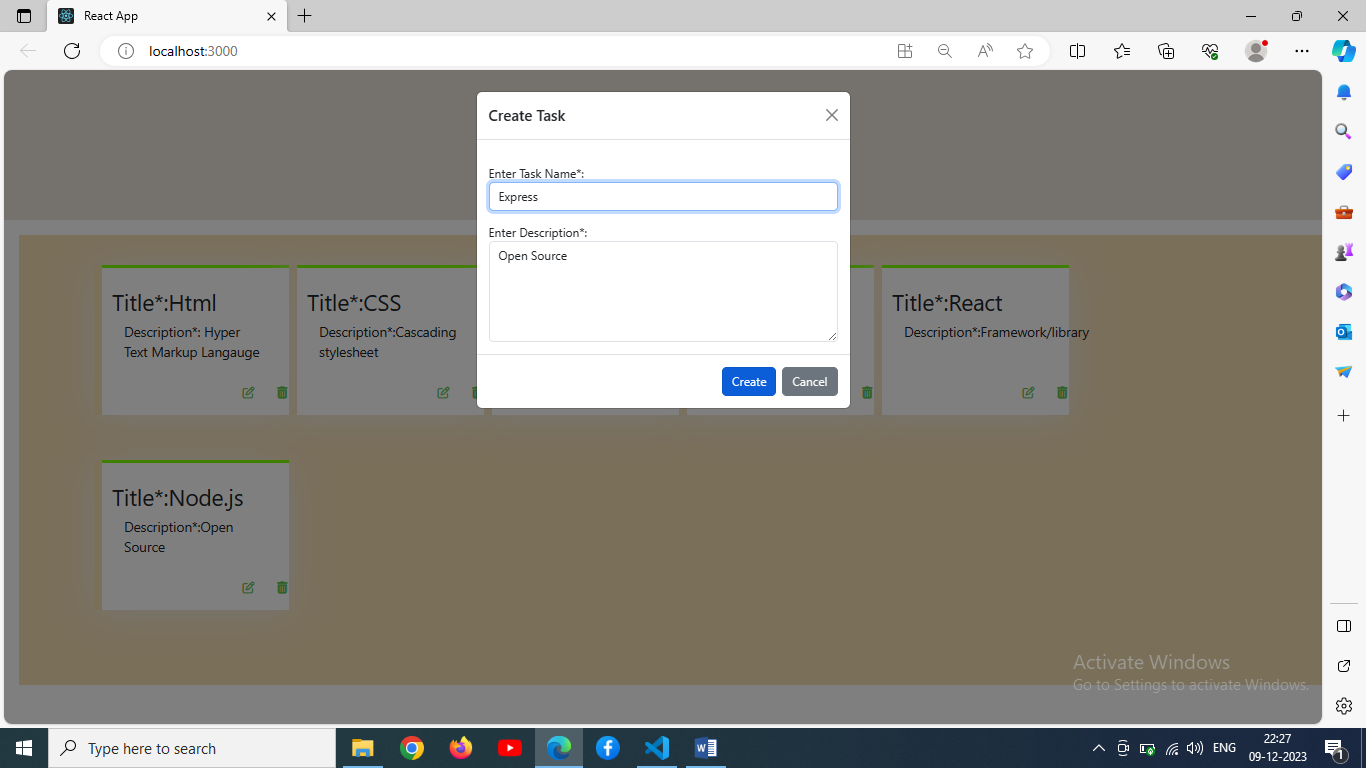 React App
localhost:3000
Create Task
Enter Task Name*:
Express
Enter Description*:
Open Source
Create
Cancel
Title*:Html
Description*: Hyper
Text Markup Langauge
Title*:CSS
Description*:Cascading
stylesheet
Title*:React
Description*:Framework/library
Title*:Node.js
Description*:Open
Source
Activate Windows
Go to Settings to activate Windows.
Type here to search
ENG
22:27
09-12-2023
1